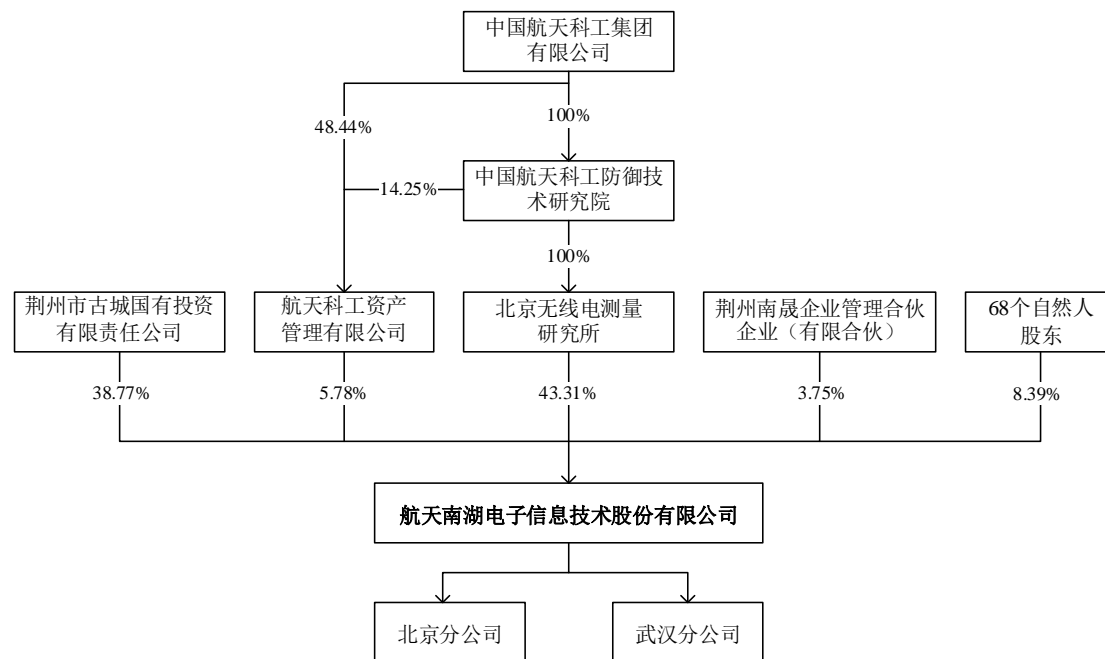 中国航天科工集团
有限公司
48.44%
100%
中国航天科工防御技
术研究院
14.25%
100%
荆州市古城国有投资
有限责任公司
航天科工资产
管理有限公司
北京无线电测量
研究所
荆州南晟企业管理合伙
企业（有限合伙）
68个自然人
股东
38.77%
5.78%
43.31%
3.75%
8.39%
航天南湖电子信息技术股份有限公司
北京分公司
武汉分公司